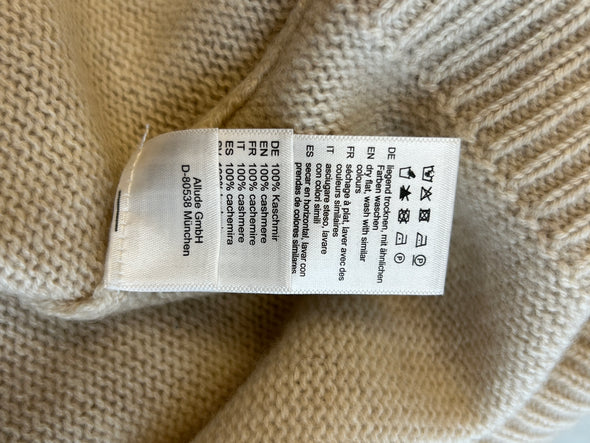 DE liegend trocknen, mit ähnlichen
Farben waschen
EN dry flat, wash with similar
colours
FR séchage à plat, laver avec des
couleurs similaires
IT asciugare steso, lavare
con colori simili
ES secar en horizontal, lavar con
prendas de colores similares
DE 100% Kaschmir
EN 100% cashmere
FR 100% cachemire
IT 100% cashmere
ES 100% cachemira
Allude GmbH
D-80538 München